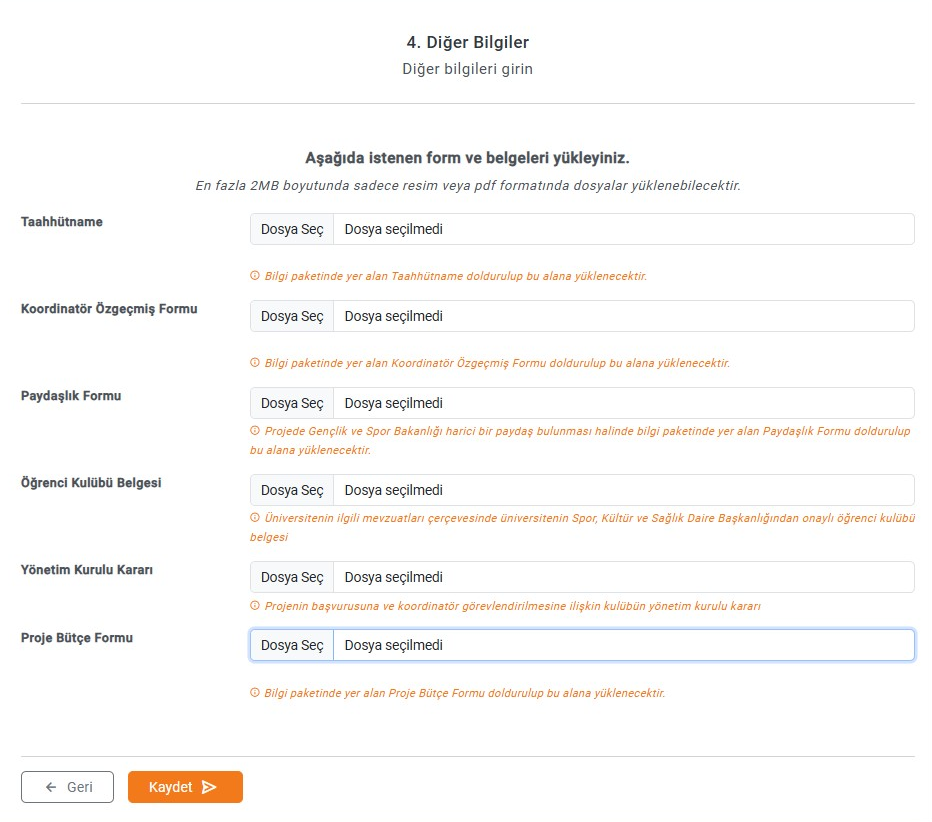 4. Diğer Bilgiler
Diğer bilgileri girin
Aşağıda istenen form ve belgeleri yükleyiniz.
En fazla 2MB boyutunda sadece resim veya pdf formatında dosyalar yüklenebilecektir.
Taahhütname
Dosya Seç Dosya seçilmedi
Bilgi paketinde yer alan Taahhütname doldurulup bu alana yüklenecektir.
Koordinatör Özgeçmiş Formu
Dosya Seç Dosya seçilmedi
Bilgi paketinde yer alan Koordinatör Özgeçmiş Formu doldurulup bu alana yüklenecektir.
Paydaşlık Formu
Dosya Seç Dosya seçilmedi
Projede Gençlik ve Spor Bakanlığı harici bir paydaş bulunması halinde bilgi paketinde yer alan Paydaşlık Formu doldurulup
bu alana yüklenecektir.
Öğrenci Kulübü Belgesi
Dosya Seç Dosya seçilmedi
Üniversitenin ilgili mevzuatları çerçevesinde üniversitenin Spor, Kültür ve Sağlık Daire Başkanlığından onaylı öğrenci kulübü
belgesi
Yönetim Kurulu Kararı
Dosya Seç Dosya seçilmedi
Projenin başvurusuna ve koordinatör görevlendirilmesine ilişkin kulübün yönetim kurulu kararı
Proje Bütçe Formu
Dosya Seç Dosya seçilmedi
Bilgi paketinde yer alan Proje Bütçe Formu doldurulup bu alana yüklenecektir.
Geri
Kaydet